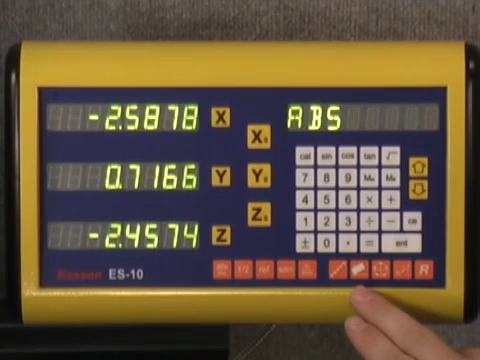 -2.5878 X ABS
X₀
cal sin cos tan √
7 8 9
0.7166 Y Y₀
4 5 6 × +
Z₀
1 2 3 ÷ − ce
-2.4574 Z
± 0 . = ent
Easson ES-10 1/2 ref R